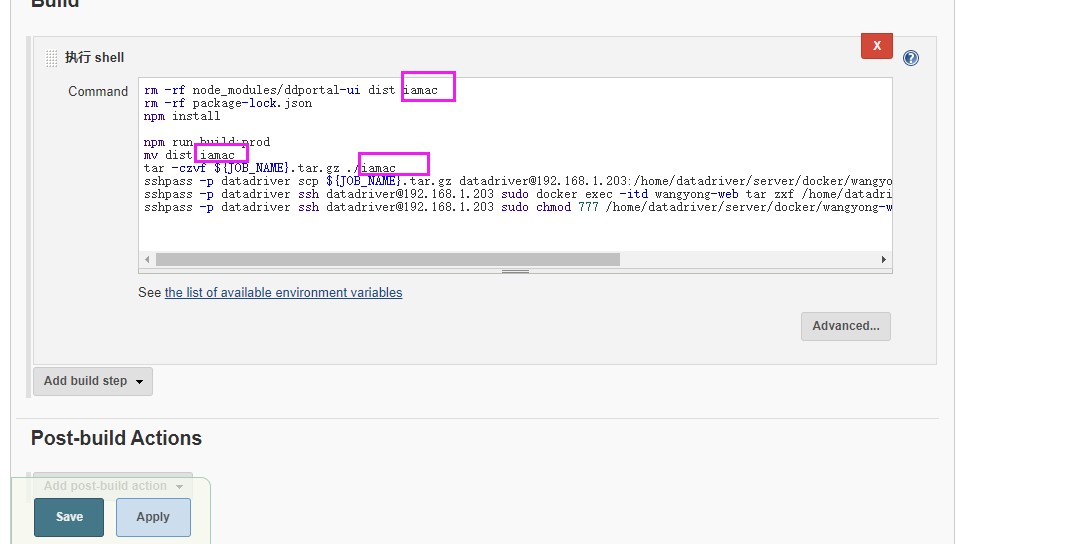 Build
执行 shell
X
Command
rm -rf node_modules/ddportal-ui dist iamac
rm -rf package-lock.json
npm install
npm run build:prod
mv dist iamac
tar -czvf ${JOB_NAME}.tar.gz ./iamac
sshpass -p datadriver scp ${JOB_NAME}.tar.gz datadriver@192.168.1.203:/home/datadriver/server/docker/wangyo
sshpass -p datadriver ssh datadriver@192.168.1.203 sudo docker exec -itd wangyong-web tar zxf /home/datadri
sshpass -p datadriver ssh datadriver@192.168.1.203 sudo chmod 777 /home/datadriver/server/docker/wangyong-w
See the list of available environment variables
Advanced...
Add build step
Post-build Actions
Add post-build action
Save Apply